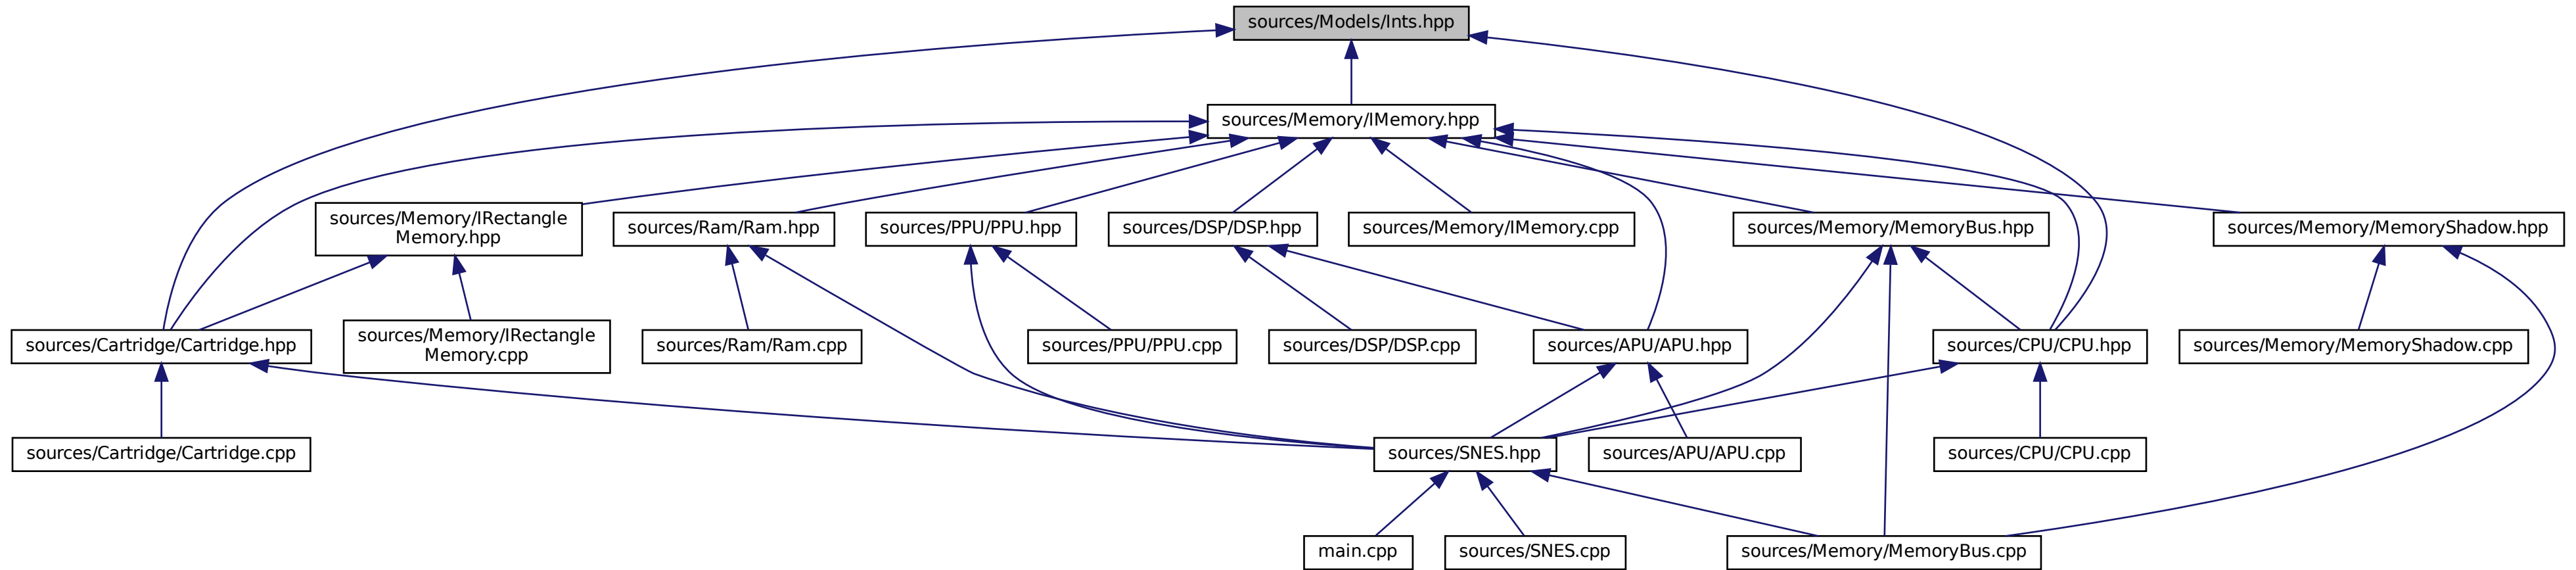 sources/Models/Ints.hpp
sources/Memory/IMemory.hpp
sources/Memory/IRectangle
Memory.hpp
sources/Ram/Ram.hpp
sources/PPU/PPU.hpp
sources/DSP/DSP.hpp
sources/Memory/IMemory.cpp
sources/Memory/MemoryBus.hpp
sources/Memory/MemoryShadow.hpp
sources/Cartridge/Cartridge.hpp
sources/Memory/IRectangle
Memory.cpp
sources/Ram/Ram.cpp
sources/PPU/PPU.cpp
sources/DSP/DSP.cpp
sources/APU/APU.hpp
sources/CPU/CPU.hpp
sources/Memory/MemoryShadow.cpp
sources/Cartridge/Cartridge.cpp
sources/SNES.hpp
sources/APU/APU.cpp
sources/CPU/CPU.cpp
main.cpp
sources/SNES.cpp
sources/Memory/MemoryBus.cpp